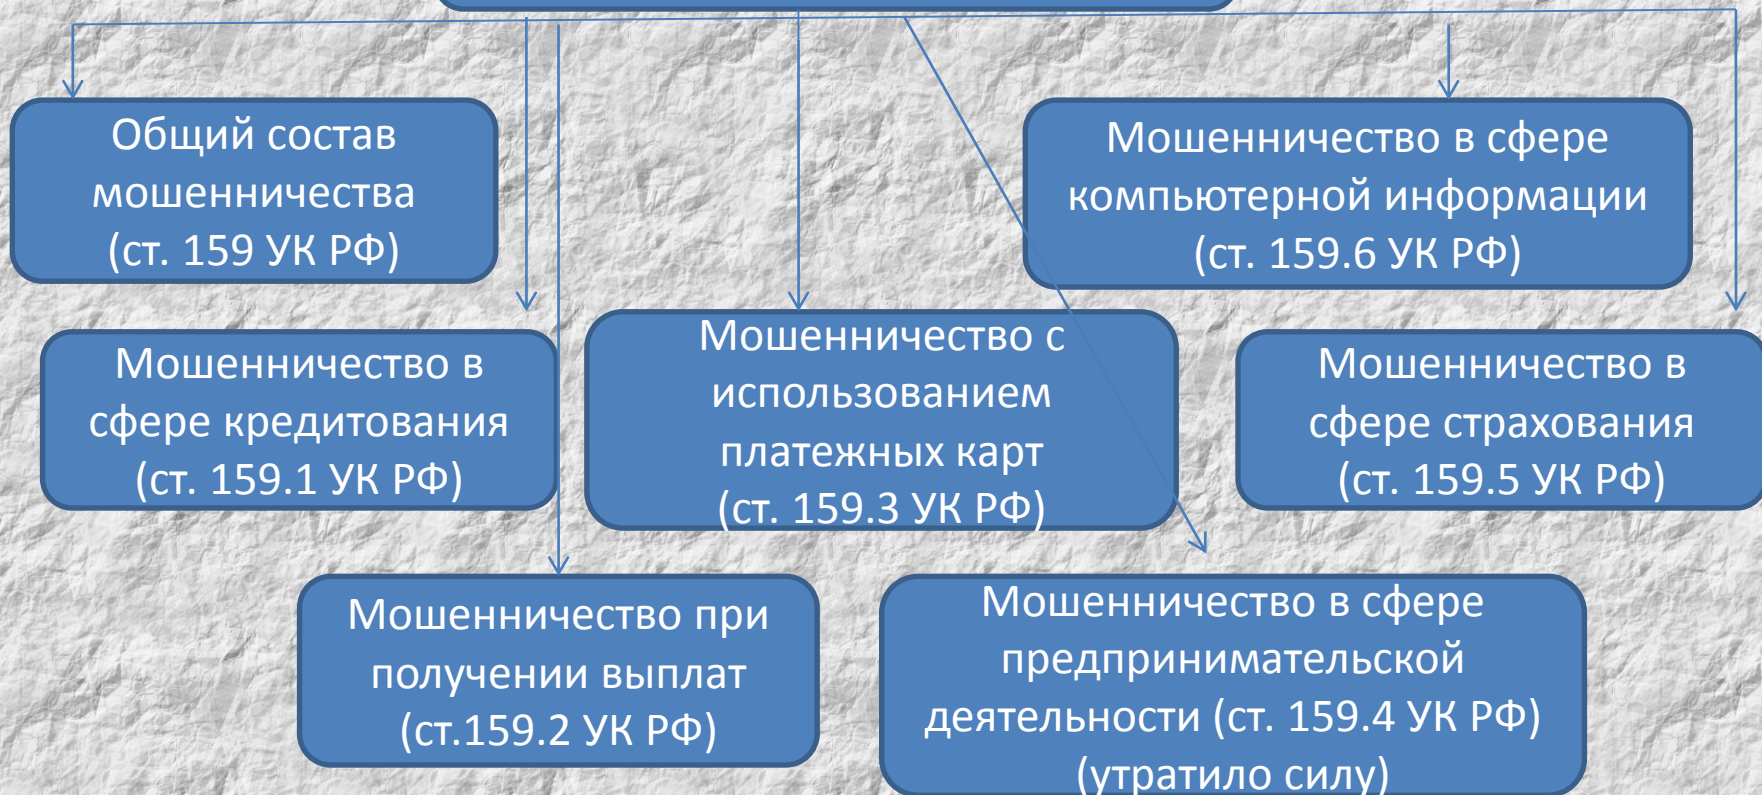 Общий состав
мошенничества
(ст. 159 УК РФ)
Мошенничество в сфере
компьютерной информации
(ст. 159.6 УК РФ)
Мошенничество в
сфере кредитования
(ст. 159.1 УК РФ)
Мошенничество с
использованием
платежных карт
(ст. 159.3 УК РФ)
Мошенничество в
сфере страхования
(ст. 159.5 УК РФ)
Мошенничество при
получении выплат
(ст.159.2 УК РФ)
Мошенничество в сфере
предпринимательской
деятельности (ст. 159.4 УК РФ)
(утратило силу)